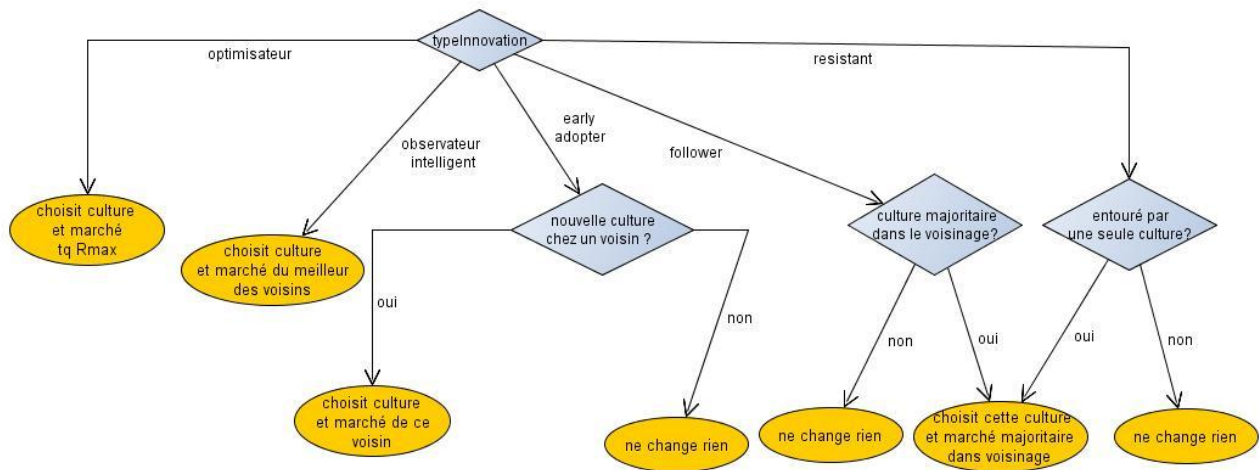 typeInnovation
optimisateur
resistant
early
adopter
observateur
intelligent
follower
choisit culture
et marché
tq Rmax
choisit culture
et marché du meilleur
des voisins
nouvelle culture
chez un voisin ?
culture majoritaire
dans le voisinage?
entouré par
une seule culture?
oui
non
non
oui
oui
non
choisit culture
et marché de ce
voisin
ne change rien
ne change rien
choisit cette culture
et marché majoritaire
dans voisinage
ne change rien